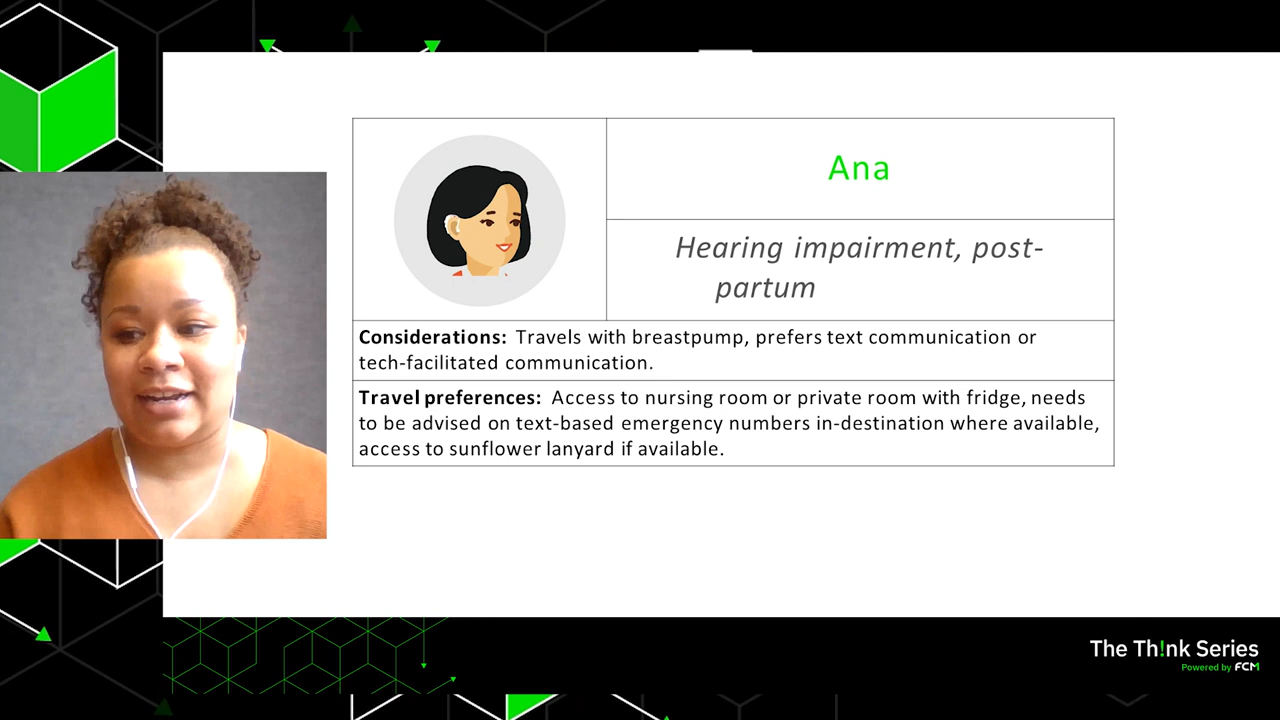 Ana
Hearing impairment, post-
partum
Considerations: Travels with breastpump, prefers text communication or
tech-facilitated communication.
Travel preferences: Access to nursing room or private room with fridge, needs
to be advised on text-based emergency numbers in-destination where available,
access to sunflower lanyard if available.
The Th!nk Series
Powered by FCM